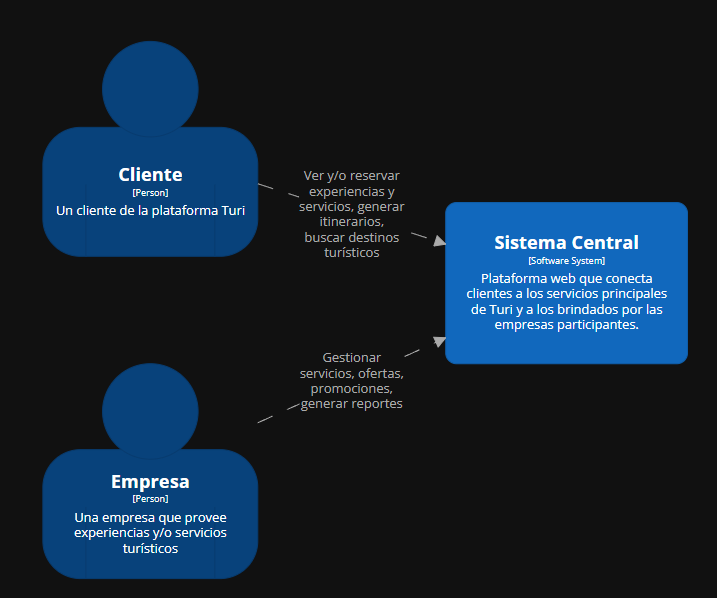 Cliente
[Person]
Un cliente de la plataforma Turi
Ver y/o reservar
experiencias y
servicios, generar
itinerarios,
buscar destinos
turísticos
Sistema Central
[Software System]
Plataforma web que conecta
clientes a los servicios principales
de Turi y a los brindados por las
empresas participantes.
Gestionar
servicios, ofertas,
promociones,
generar reportes
Empresa
[Person]
Una empresa que provee
experiencias y/o servicios
turísticos